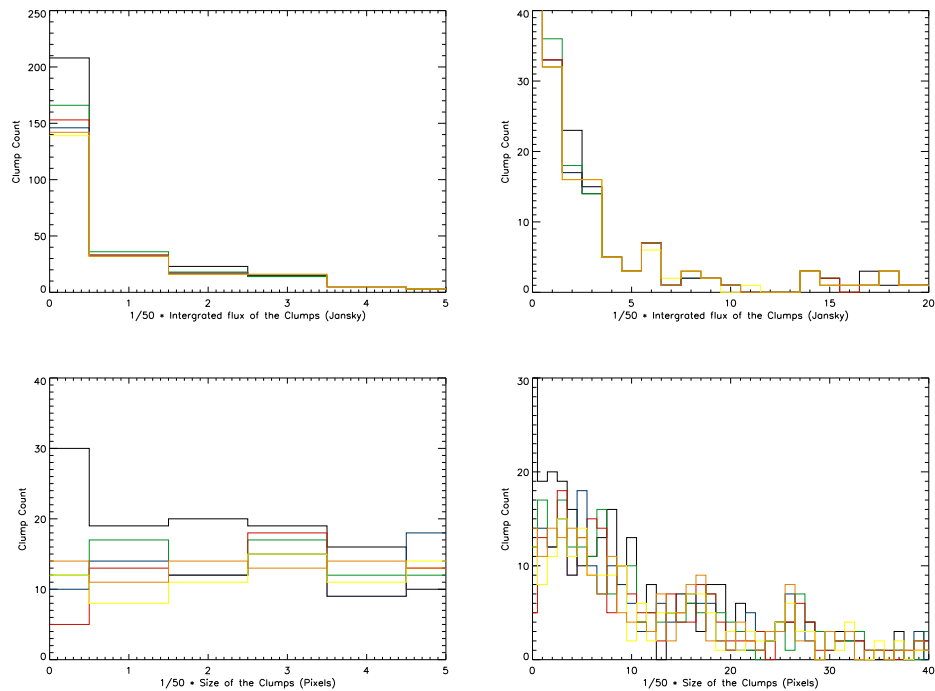 250
200
150
100
50
0
Clump Count
0 1 2 3 4 5
1/50 * Intergrated flux of the Clumps (Jansky)
40
30
20
10
0
Clump Count
0 5 10 15 20
1/50 * Intergrated flux of the Clumps (Jansky)
40
30
20
10
0
Clump Count
0 1 2 3 4 5
1/50 * Size of the Clumps (Pixels)
30
20
10
0
Clump Count
0 10 20 30 40
1/50 * Size of the Clumps (Pixels)